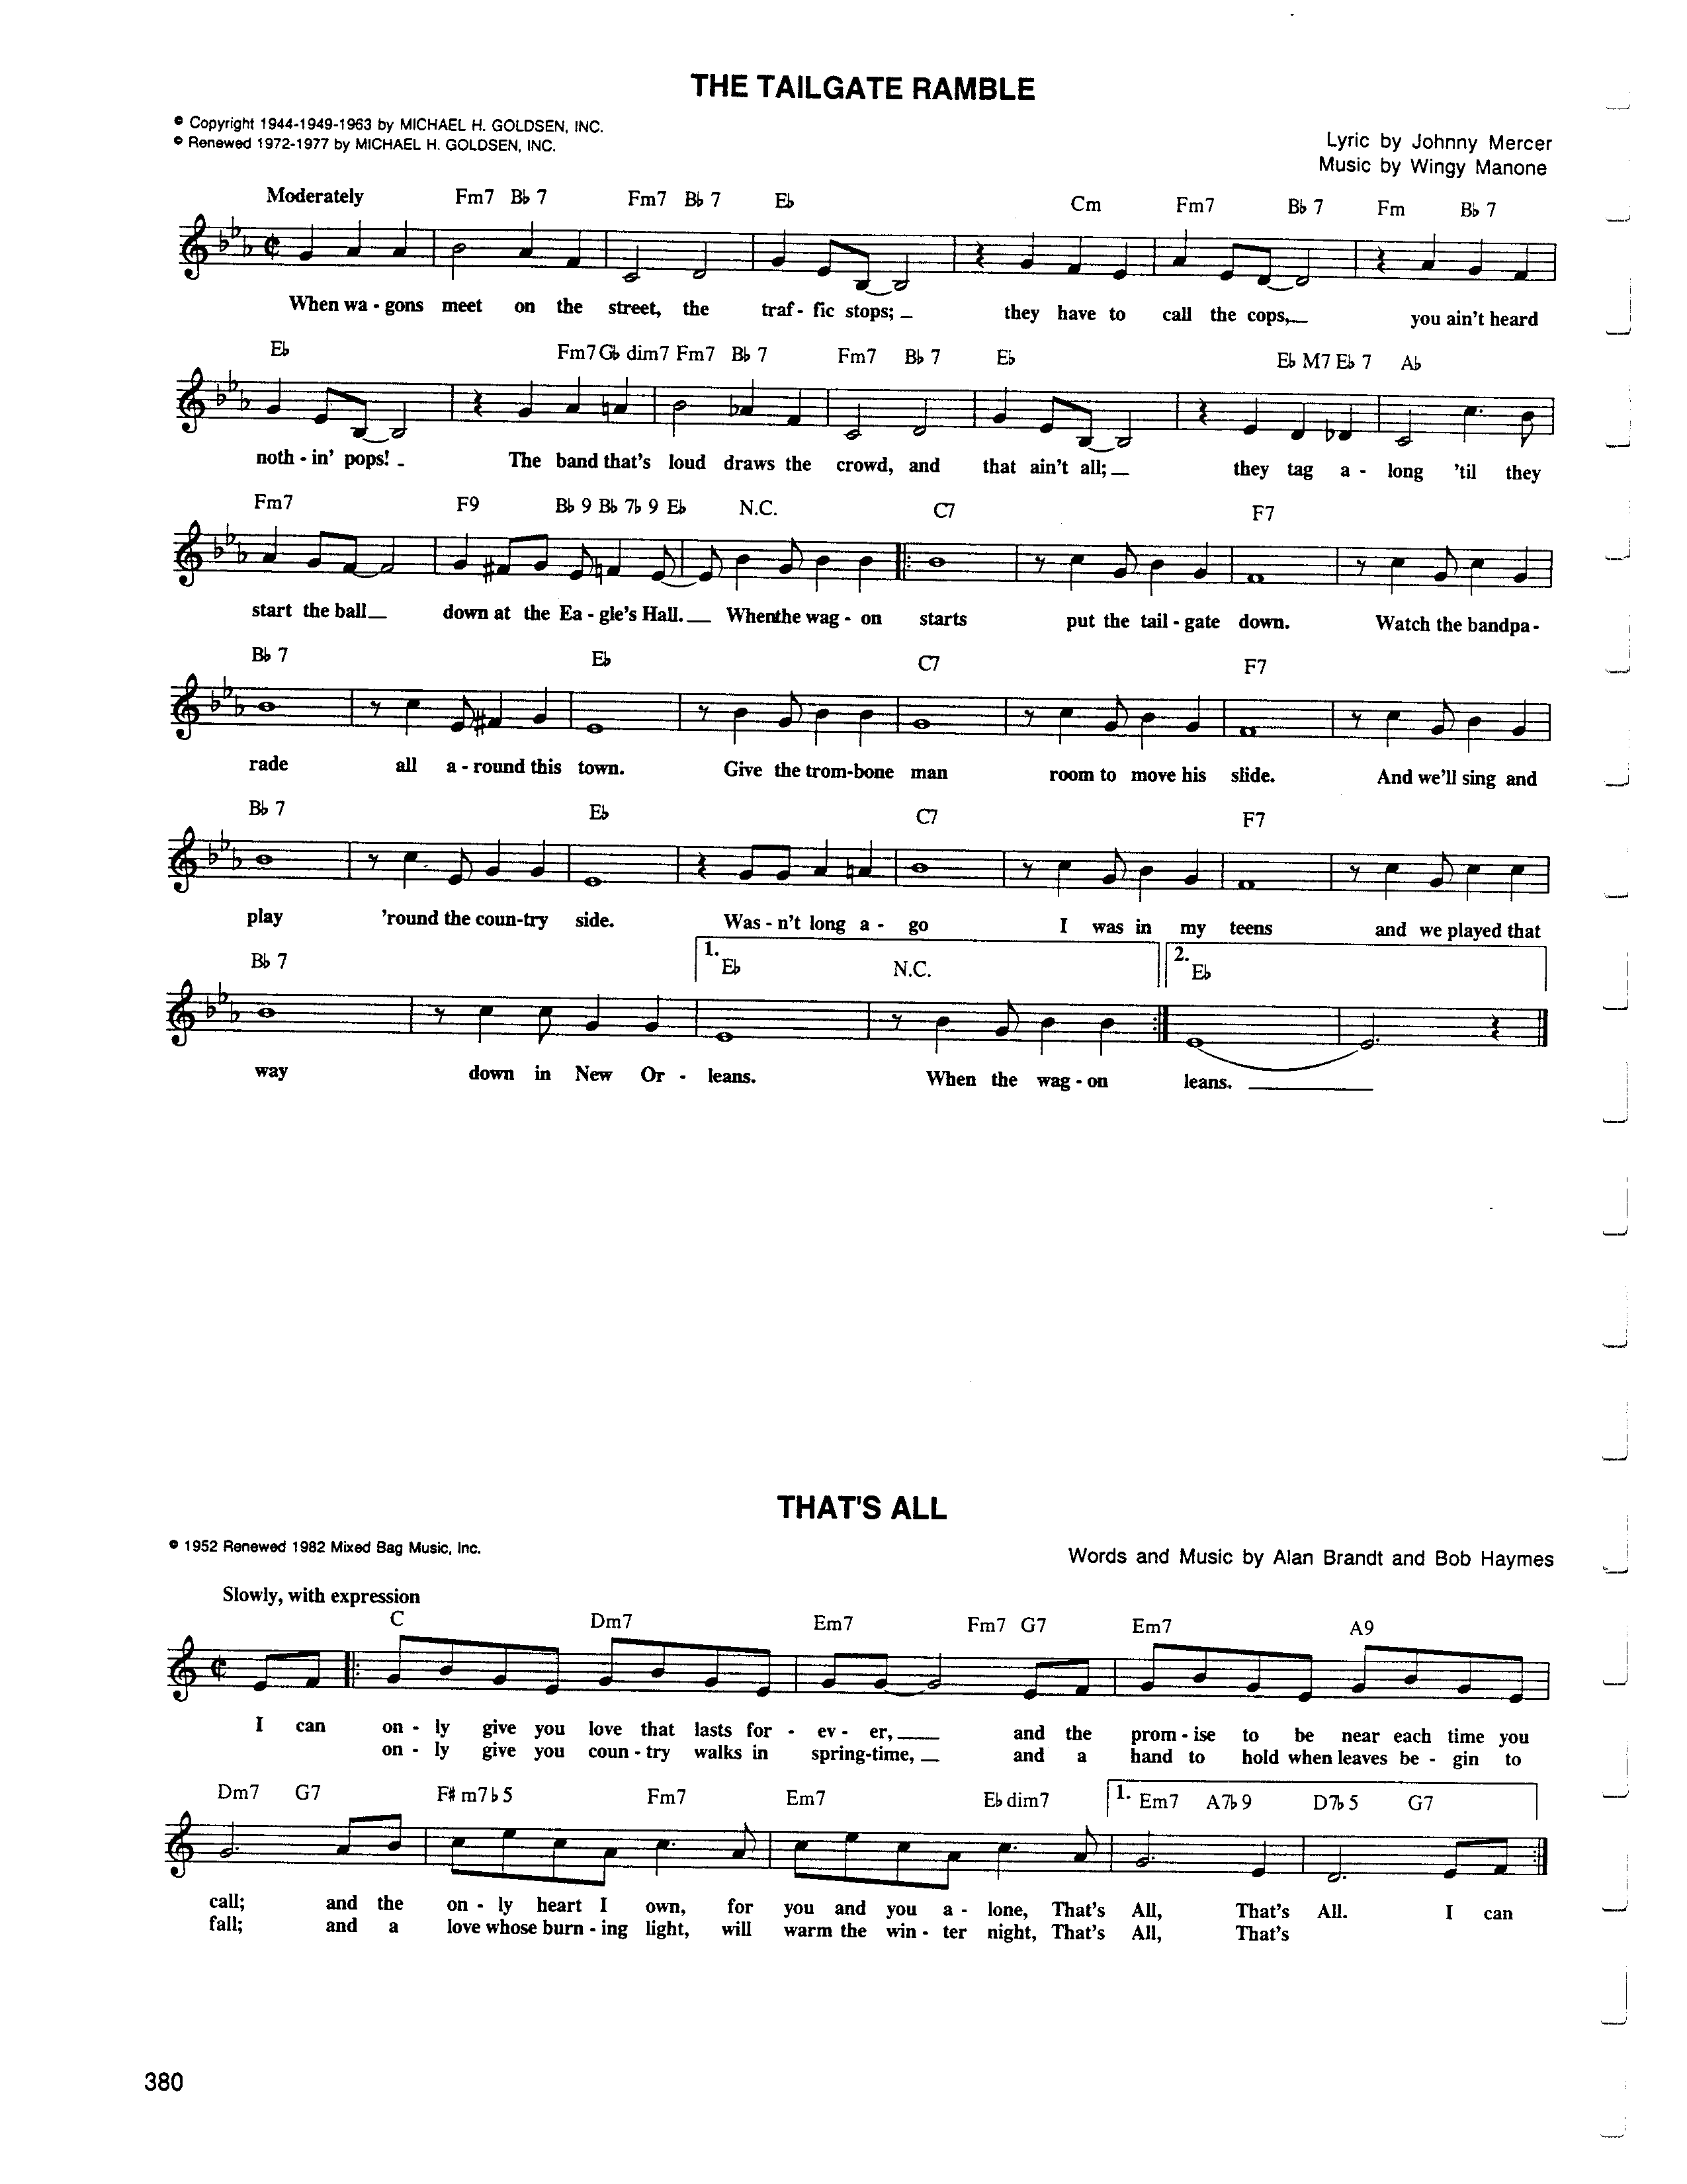 THE TAILGATE RAMBLE
© Copyright 1944-1949-1963 by MICHAEL H. GOLDSEN, INC.
© Renewed 1972-1977 by MICHAEL H. GOLDSEN, INC.
Lyric by Johnny Mercer
Music by Wingy Manone
Moderately Fm7 B♭ 7 Fm7 B♭ 7 E♭ Cm Fm7 B♭ 7 Fm B♭ 7
When wa - gons meet on the street, the traf - fic stops; they have to call the cops, you ain't heard
E♭ Fm7 G♭ dim7 Fm7 B♭ 7 Fm7 B♭ 7 E♭ E♭ M7 E♭ 7 A♭
noth - in' pops! The band that's loud draws the crowd, and that ain't all; they tag a - long 'til they
Fm7 F9 B♭ 9 B♭ 7♭ 9 E♭ N.C. C7 F7
start the ball down at the Ea - gle's Hall. Whenthe wag - on starts put the tail - gate down. Watch the bandpa -
B♭ 7 E♭ C7 F7
rade all a - round this town. Give the trom-bone man room to move his slide. And we'll sing and
B♭ 7 E♭ C7 F7
play 'round the coun-try side. Was - n't long a - go I was in my teens and we played that
B♭ 7 1. E♭ N.C. 2. E♭
way down in New Or - leans. When the wag - on leans.
THAT'S ALL
© 1952 Renewed 1982 Mixed Bag Music, Inc.
Words and Music by Alan Brandt and Bob Haymes
Slowly, with expression
C Dm7 Em7 Fm7 G7 Em7 A9
I can on - ly give you love that lasts for - ev - er, and the prom - ise to be near each time you
on - ly give you coun - try walks in spring-time, and a hand to hold when leaves be - gin to
Dm7 G7 F# m7♭5 Fm7 Em7 E♭ dim7 1. Em7 A7♭9 D7♭5 G7
call; and the on - ly heart I own, for you and you a - lone, That's All, That's All. I can
fall; and a love whose burn - ing light, will warm the win - ter night, That's All, That's
380